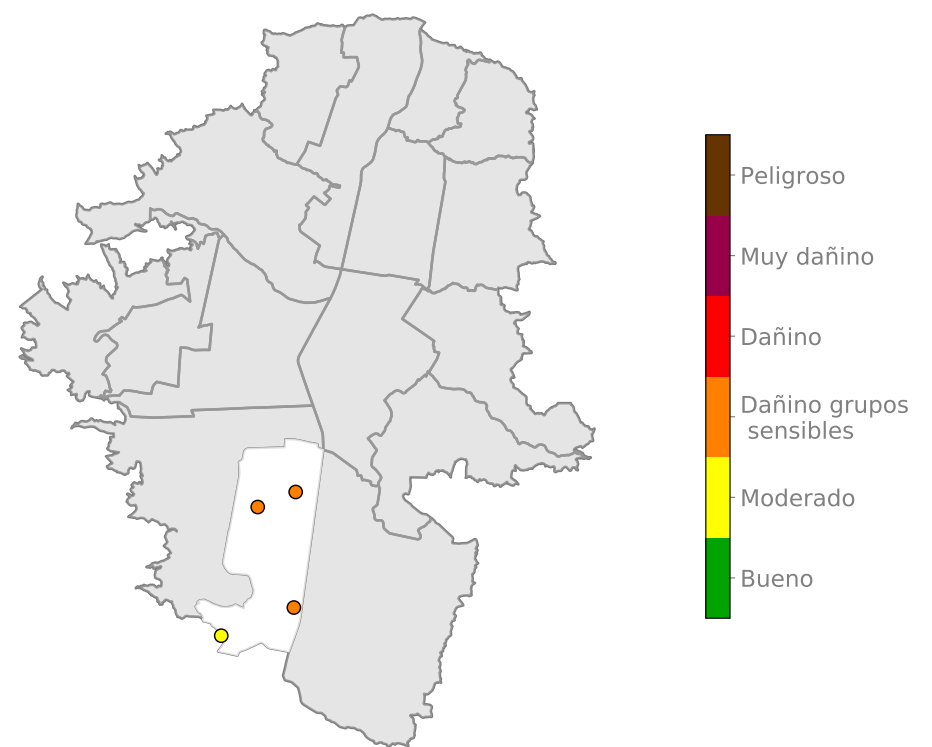 Peligroso
Muy dañino
Dañino
Dañino grupos
sensibles
Moderado
Bueno